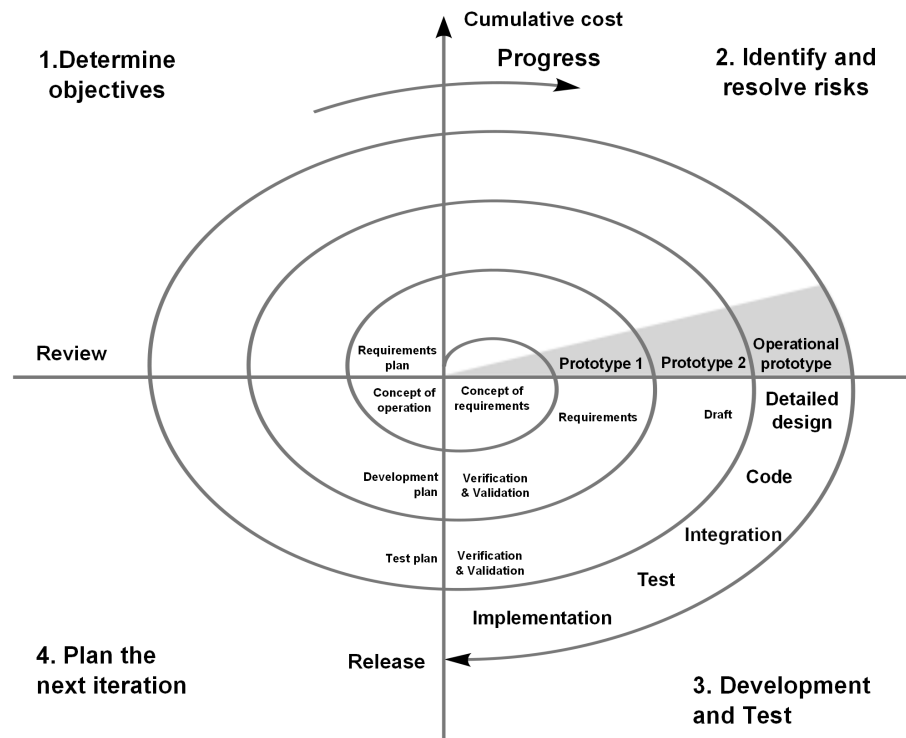 Cumulative cost
Progress
1.Determine
objectives
2. Identify and
resolve risks
Review
Requirements
plan
Prototype 1
Prototype 2
Operational
prototype
Concept of
operation
Concept of
requirements
Requirements
Draft
Detailed
design
Development
plan
Verification
& Validation
Code
Test plan
Verification
& Validation
Integration
Test
Implementation
Release
4. Plan the
next iteration
3. Development
and Test